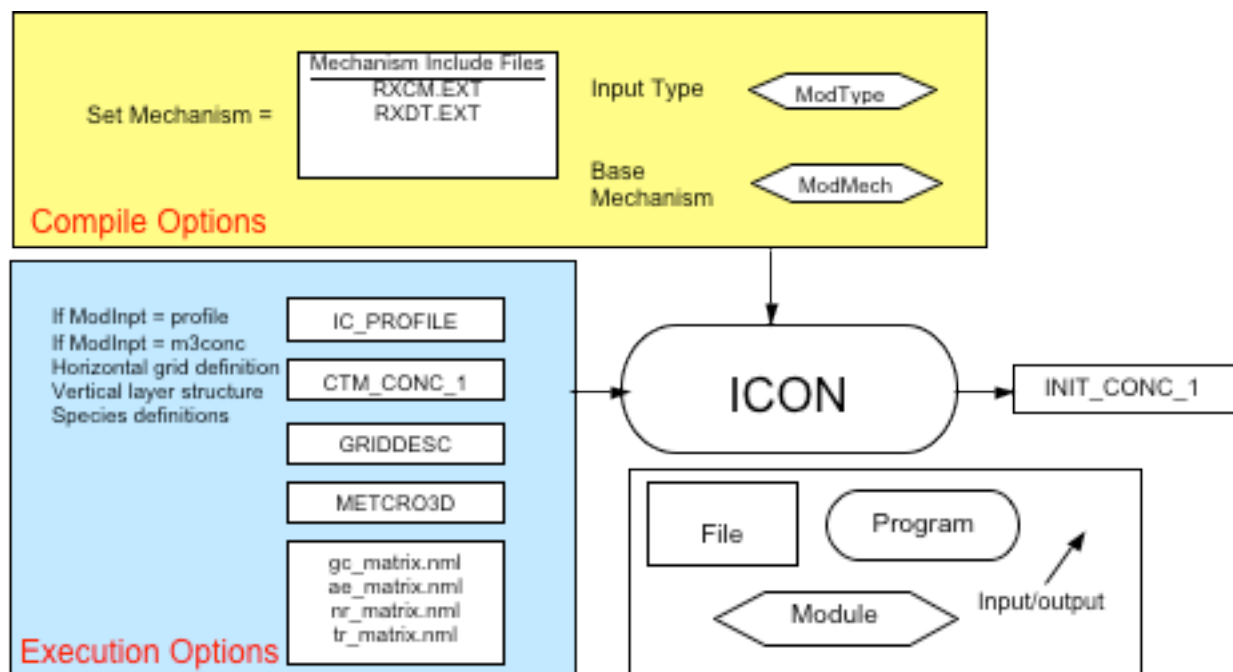 Set Mechanism =
Mechanism Include Files
RXCM.EXT
RXDT.EXT
Input Type
ModType
Base
Mechanism
ModMech
Compile Options
If ModInpt = profile
If ModInpt = m3conc
Horizontal grid definition
Vertical layer structure
Species definitions
IC_PROFILE
CTM_CONC_1
GRIDDESC
METCRO3D
gc_matrix.nml
ae_matrix.nml
nr_matrix.nml
tr_matrix.nml
Execution Options
ICON
INIT_CONC_1
File
Program
Module
Input/output